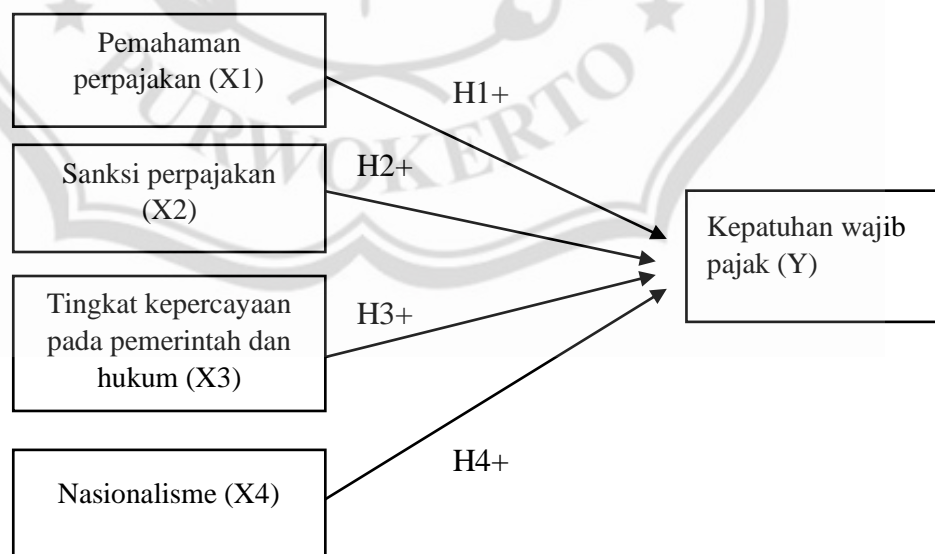 Pemahaman
perpajakan (X1)
H1+
Sanksi perpajakan
(X2)
H2+
Tingkat kepercayaan
pada pemerintah dan
hukum (X3)
H3+
Nasionalisme (X4)
H4+
Kepatuhan wajib
pajak (Y)
PURWOKERTO